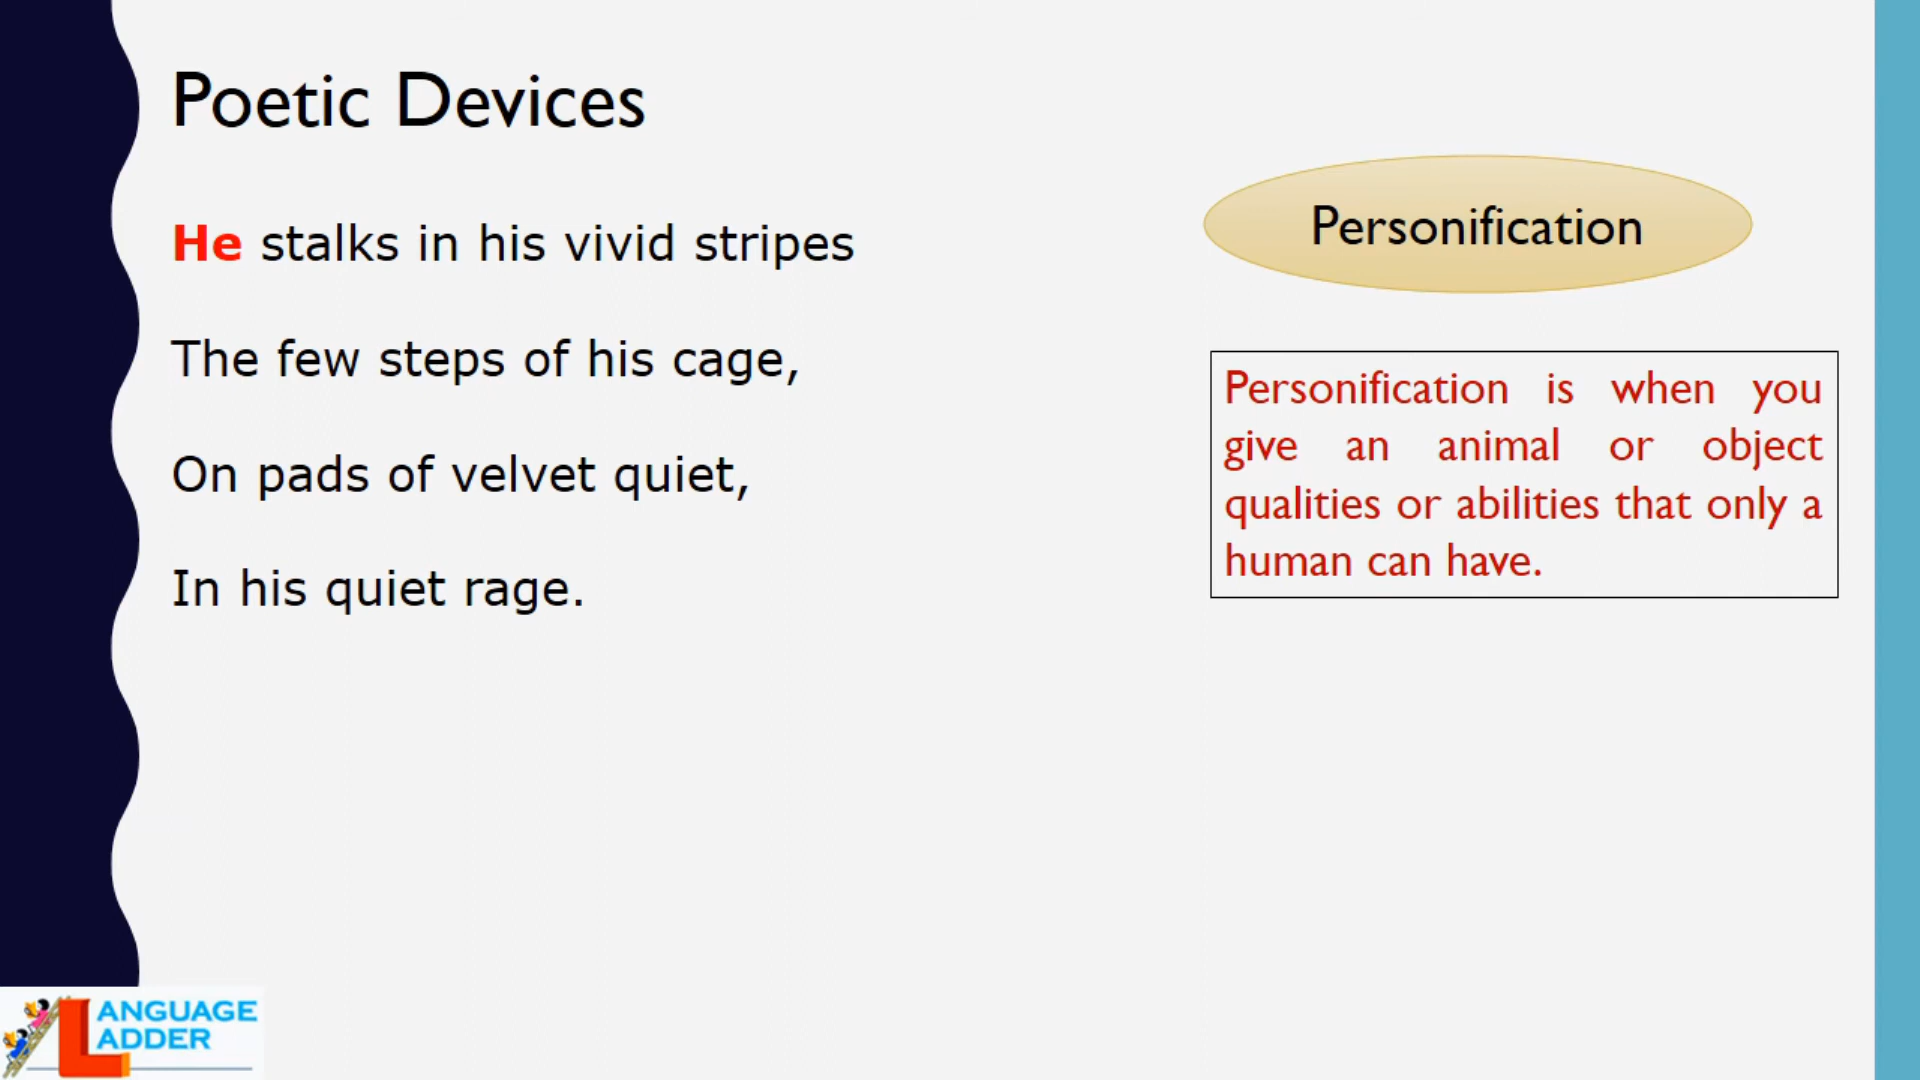 Poetic Devices
He stalks in his vivid stripes
The few steps of his cage,
On pads of velvet quiet,
In his quiet rage.
Personification
Personification is when you
give an animal or object
qualities or abilities that only a
human can have.
LANGUAGE
LADDER